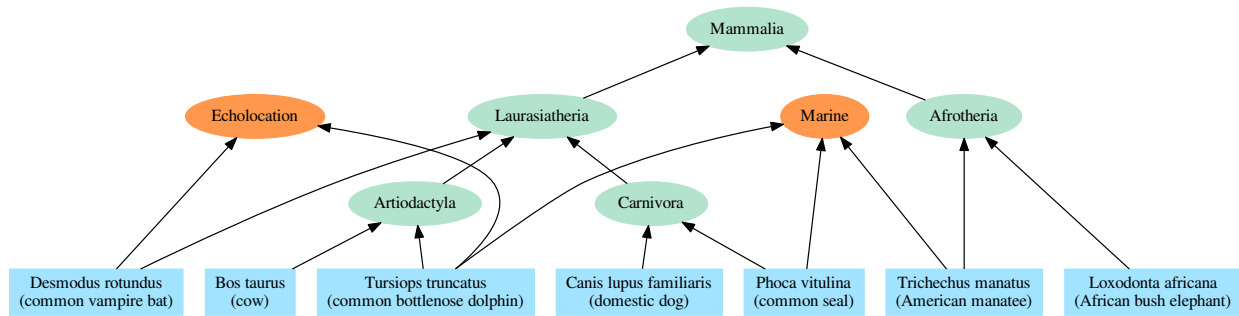 Mammalia
Echolocation
Laurasiatheria
Marine
Afrotheria
Artiodactyla
Carnivora
Desmodus rotundus
(common vampire bat)
Bos taurus
(cow)
Tursiops truncatus
(common bottlenose dolphin)
Canis lupus familiaris
(domestic dog)
Phoca vitulina
(common seal)
Trichechus manatus
(American manatee)
Loxodonta africana
(African bush elephant)